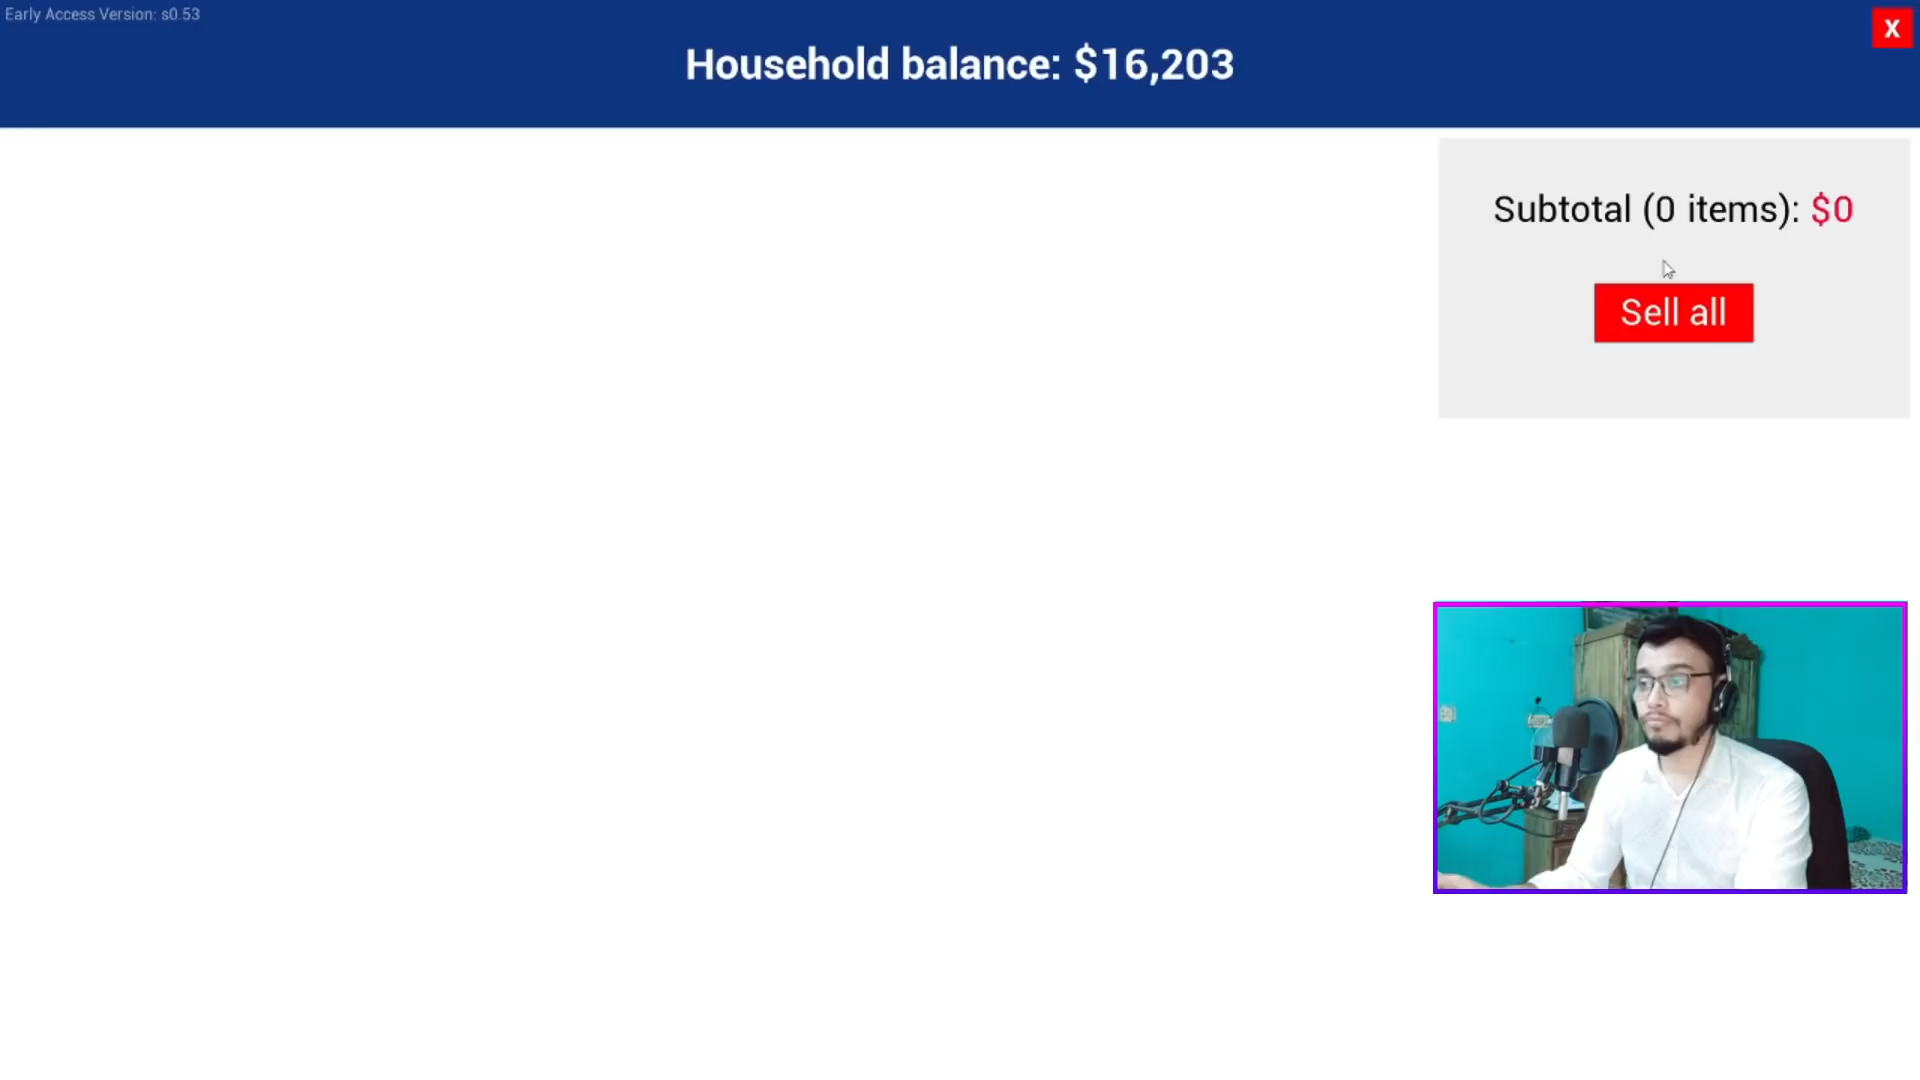 Early Access Version: s0.53
X
Household balance: $16,203
Subtotal (0 items): $0
Sell all